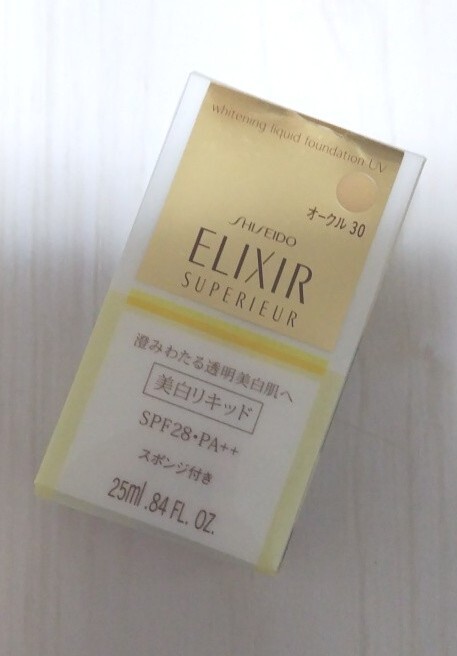 whitening liquid foundation UV
オークル 30
SHISEIDO
ELIXIR
SUPERIEUR
澄みわたる透明美白肌へ
美白リキッド
SPF28・PA++
スポンジ付き
25ml .84 FL. OZ.